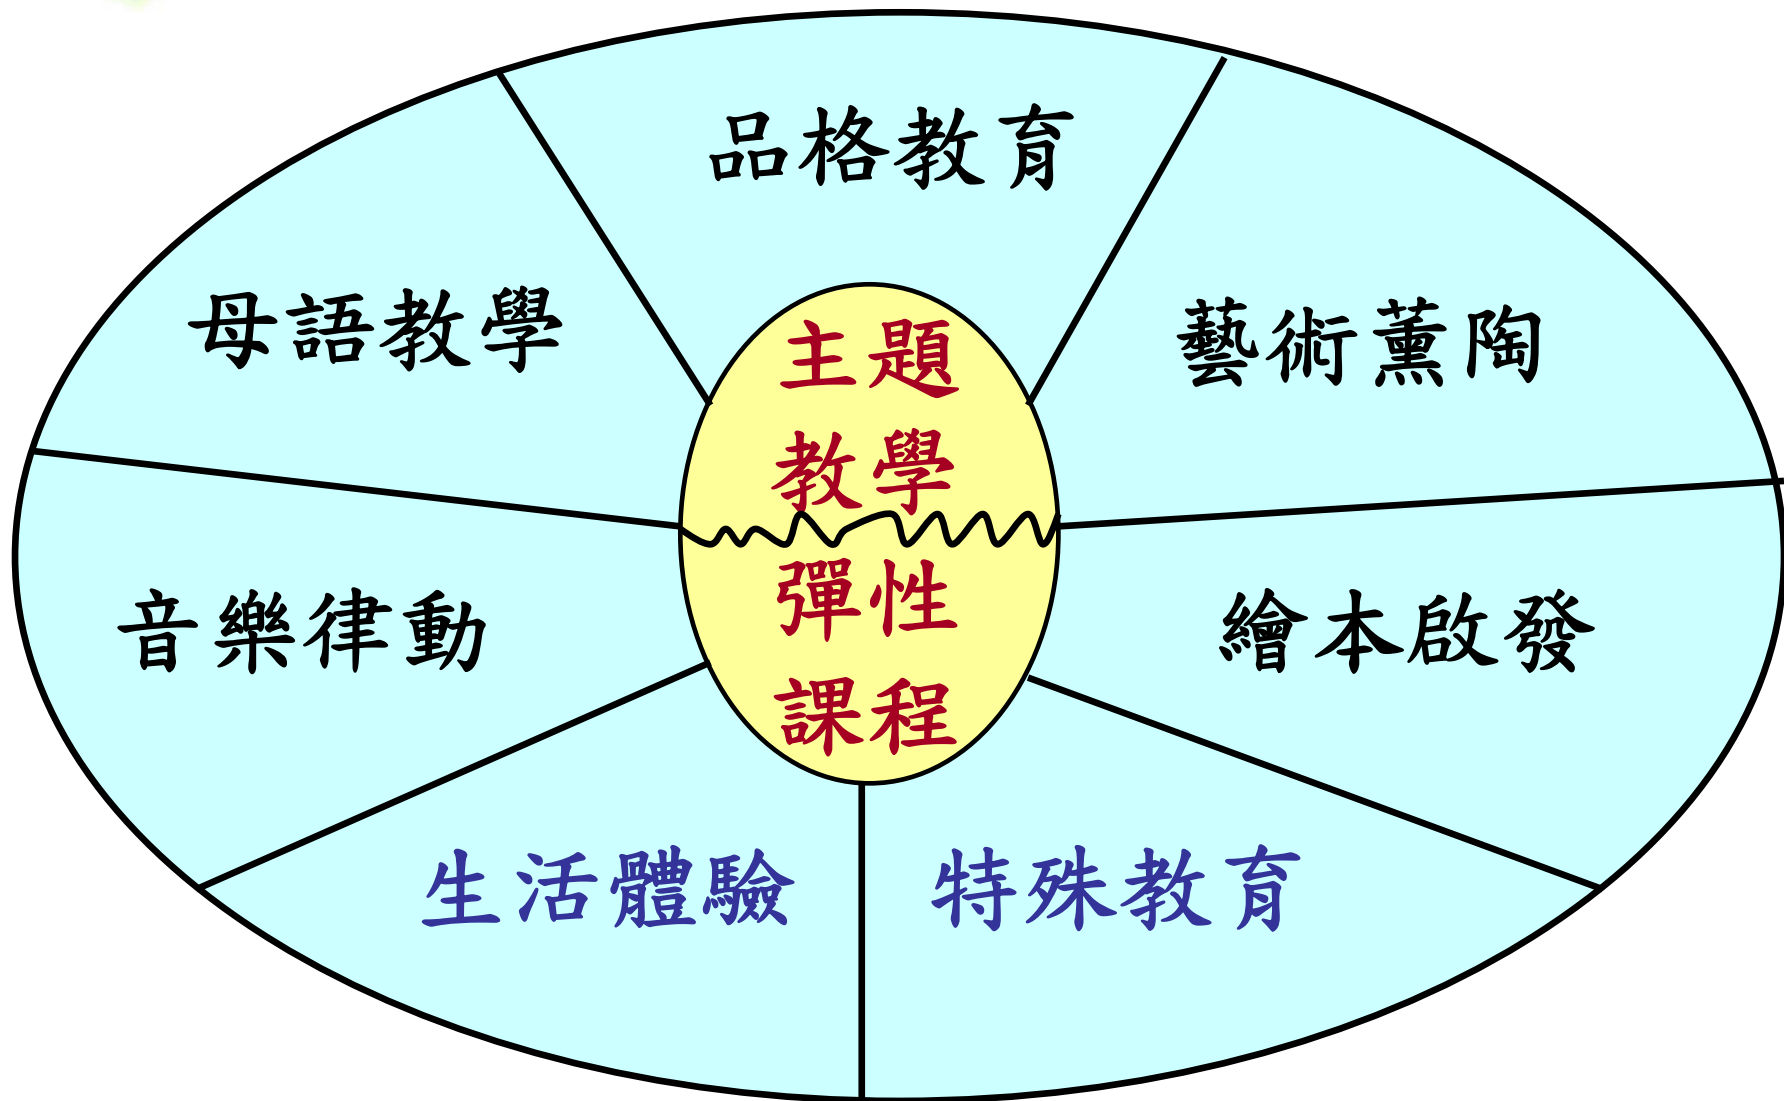 品格教育
母語教學
藝術薰陶
主題
教學
彈性
課程
音樂律動
繪本啟發
生活體驗
特殊教育